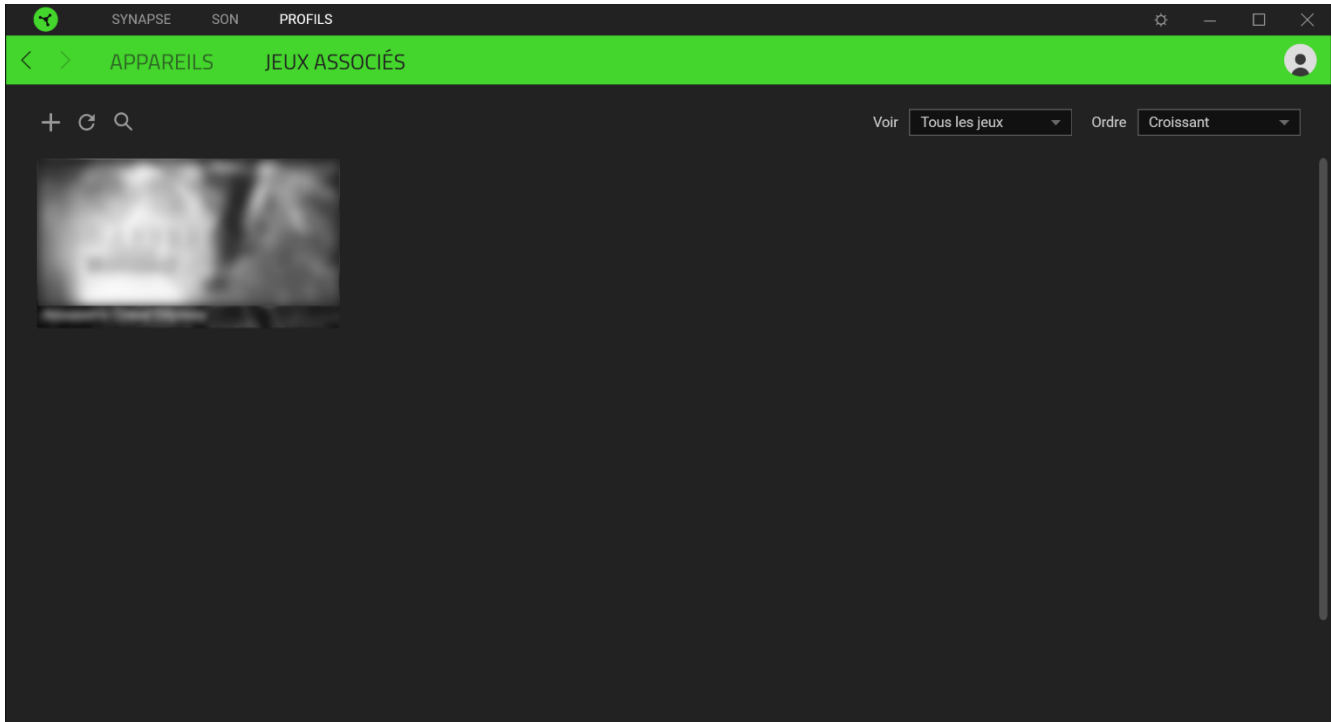 SYNAPSE SON PROFILS
APPAREILS JEUX ASSOCIÉS
Voir Tous les jeux Ordre Croissant